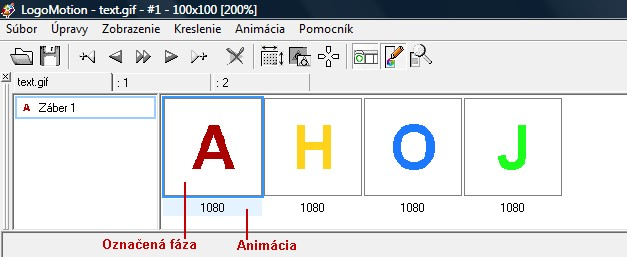 LogoMotion - text.gif - #1 - 100x100 [200%]
Súbor Úpravy Zobrazenie Kreslenie Animácia Pomocník
text.gif : 1 : 2
A Záber 1
A H O J
1080 1080 1080 1080
Označená fáza Animácia